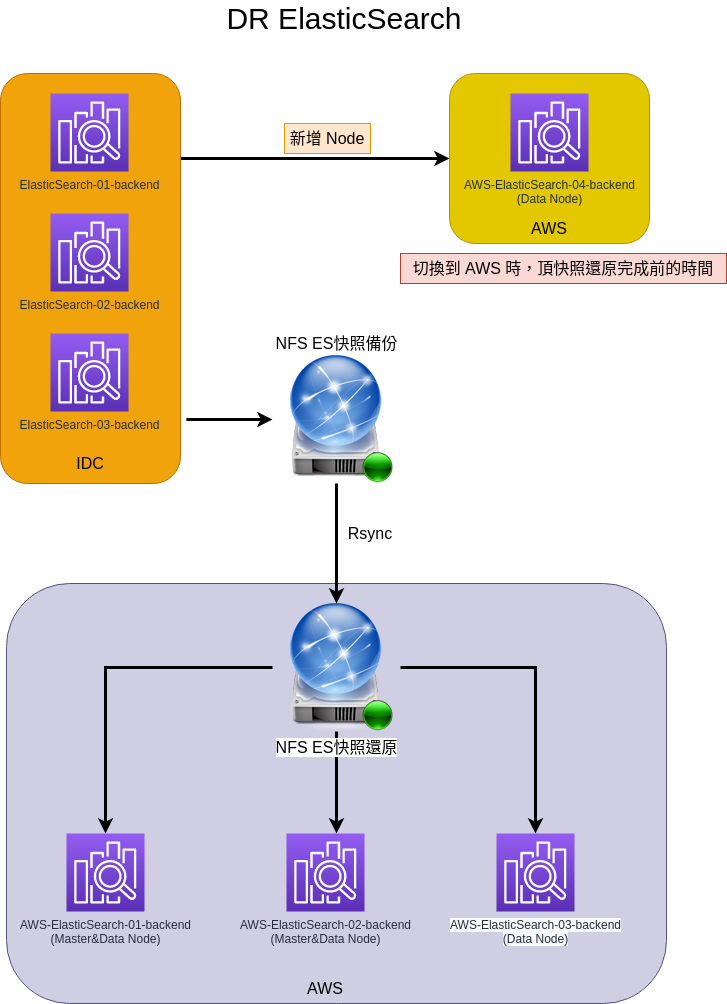 DR ElasticSearch
ElasticSearch-01-backend
ElasticSearch-02-backend
ElasticSearch-03-backend
IDC
新增 Node
AWS-ElasticSearch-04-backend
(Data Node)
AWS
切換到 AWS 時，頂快照還原完成前的時間
NFS ES快照備份
Rsync
NFS ES快照還原
AWS-ElasticSearch-01-backend
(Master&Data Node)
AWS-ElasticSearch-02-backend
(Master&Data Node)
AWS-ElasticSearch-03-backend
(Data Node)
AWS